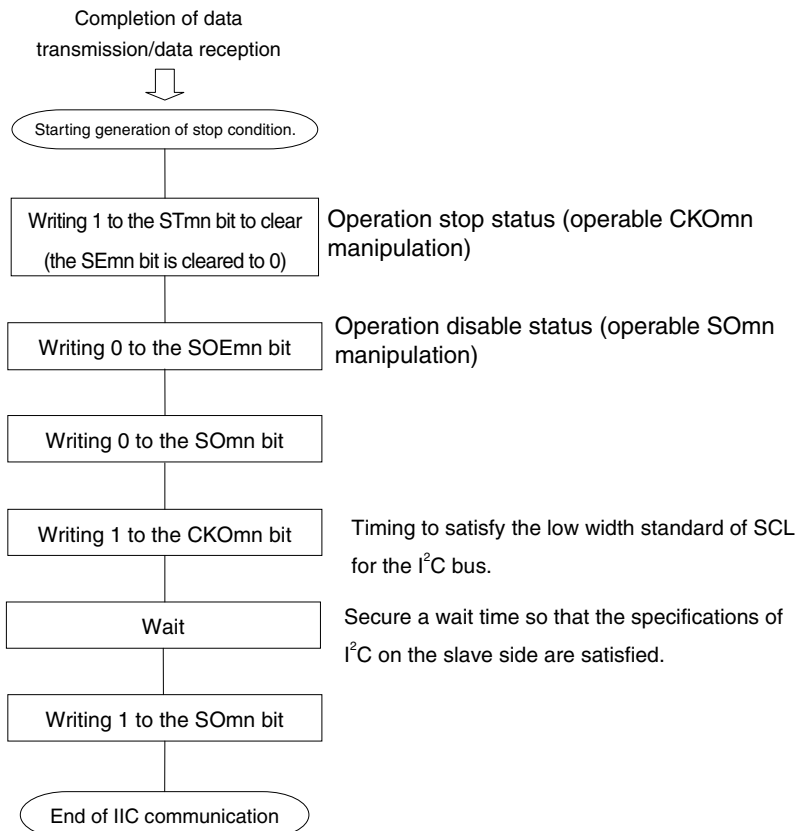 Completion of data
transmission/data reception
Starting generation of stop condition.
Writing 1 to the STmn bit to clear
(the SEmn bit is cleared to 0)
Operation stop status (operable CKOmn
manipulation)
Writing 0 to the SOEmn bit
Operation disable status (operable SOmn
manipulation)
Writing 0 to the SOmn bit
Writing 1 to the CKOmn bit
Timing to satisfy the low width standard of SCL
for the I²C bus.
Wait
Secure a wait time so that the specifications of
I²C on the slave side are satisfied.
Writing 1 to the SOmn bit
End of IIC communication